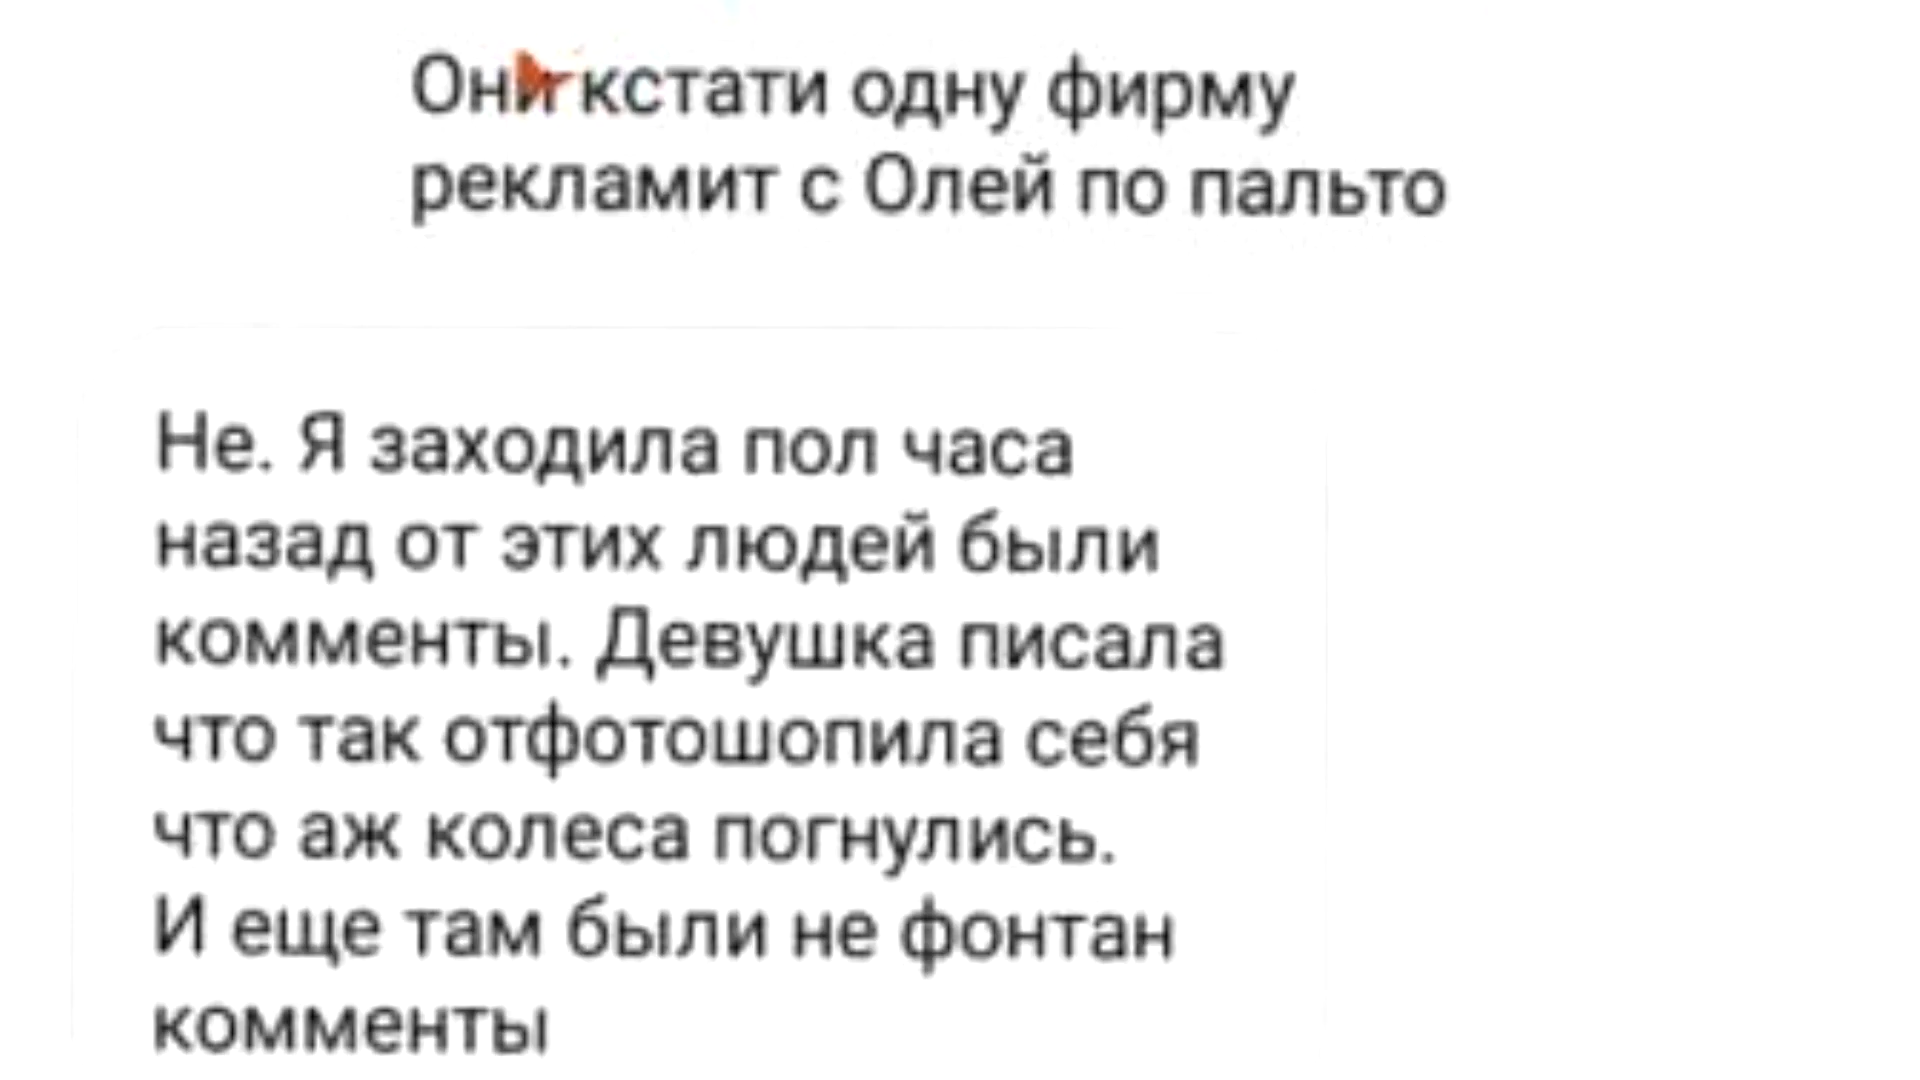 Они кстати одну фирму
рекламит с Олей по пальто
Не. Я заходила пол часа
назад от этих людей были
комменты. Девушка писала
что так отфотошопила себя
что аж колеса погнулись.
И еще там были не фонтан
комменты